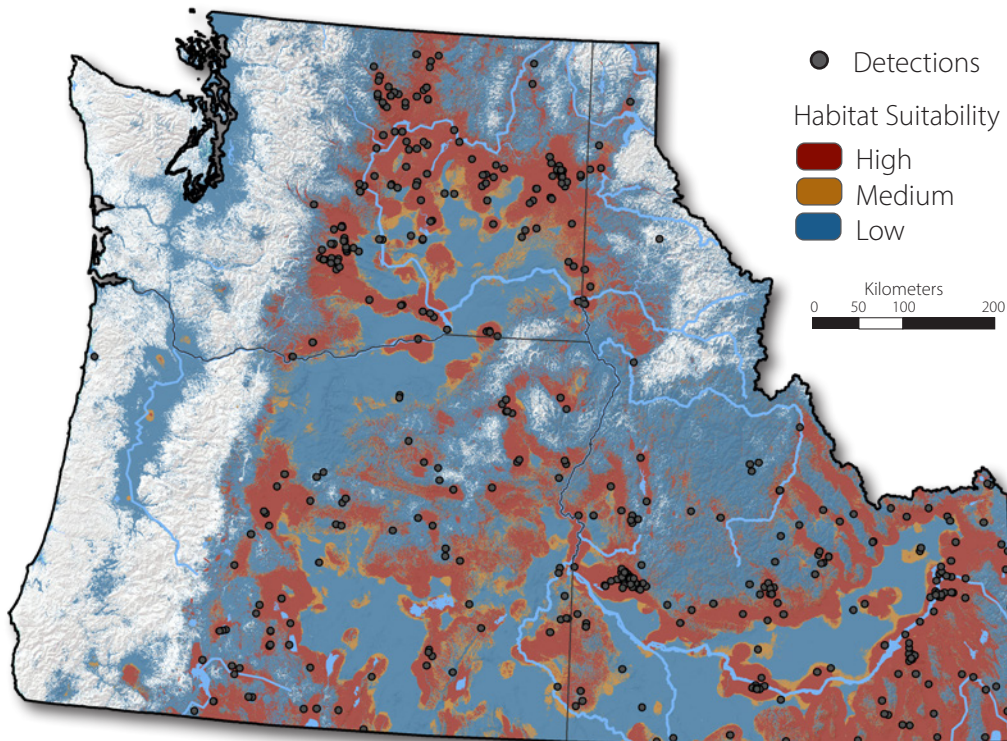 Detections
Habitat Suitability
High
Medium
Low
Kilometers
0 50 100 200